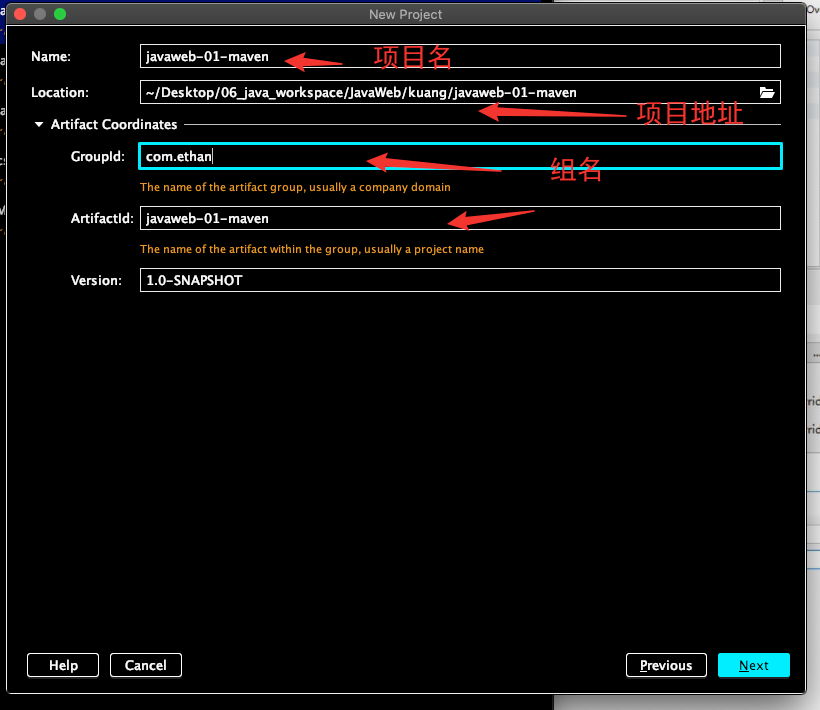 New Project
Name: javaweb-01-maven 项目名
Location: ~/Desktop/06_java_workspace/JavaWeb/kuang/javaweb-01-maven
项目地址
Artifact Coordinates
GroupId: com.ethan 组名
The name of the artifact group, usually a company domain
ArtifactId: javaweb-01-maven
The name of the artifact within the group, usually a project name
Version: 1.0-SNAPSHOT
Help Cancel Previous Next